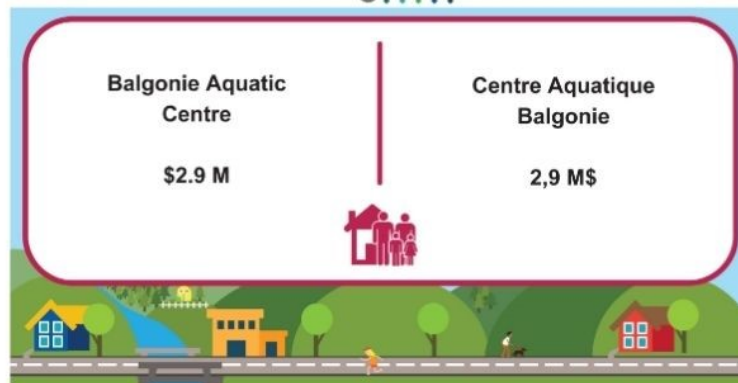 Balgonie Aquatic
Centre
$2.9 M
Centre Aquatique
Balgonie
2,9 M$